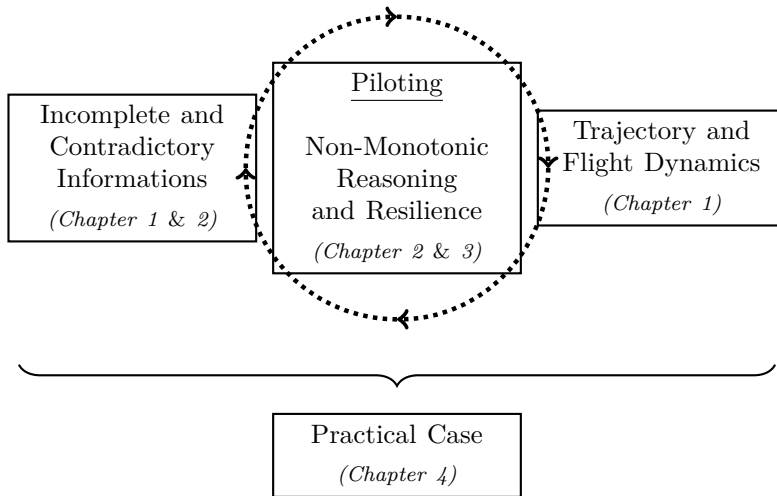 Incomplete and
Contradictory
Informations
(Chapter 1 & 2)
Piloting
Non-Monotonic
Reasoning
and Resilience
(Chapter 2 & 3)
Trajectory and
Flight Dynamics
(Chapter 1)
Practical Case
(Chapter 4)